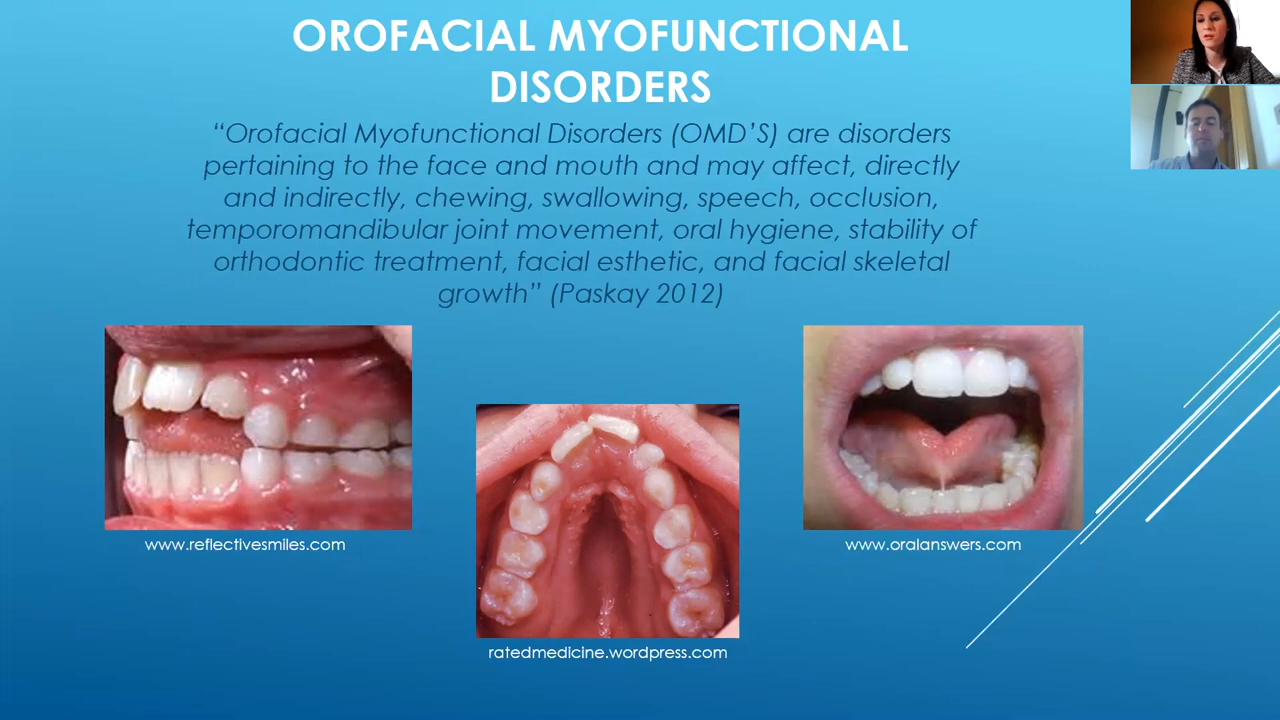 OROFACIAL MYOFUNCTIONAL
DISORDERS
“Orofacial Myofunctional Disorders (OMD’S) are disorders
pertaining to the face and mouth and may affect, directly
and indirectly, chewing, swallowing, speech, occlusion,
temporomandibular joint movement, oral hygiene, stability of
orthodontic treatment, facial esthetic, and facial skeletal
growth” (Paskay 2012)
www.reflectivesmiles.com
www.oralanswers.com
ratedmedicine.wordpress.com